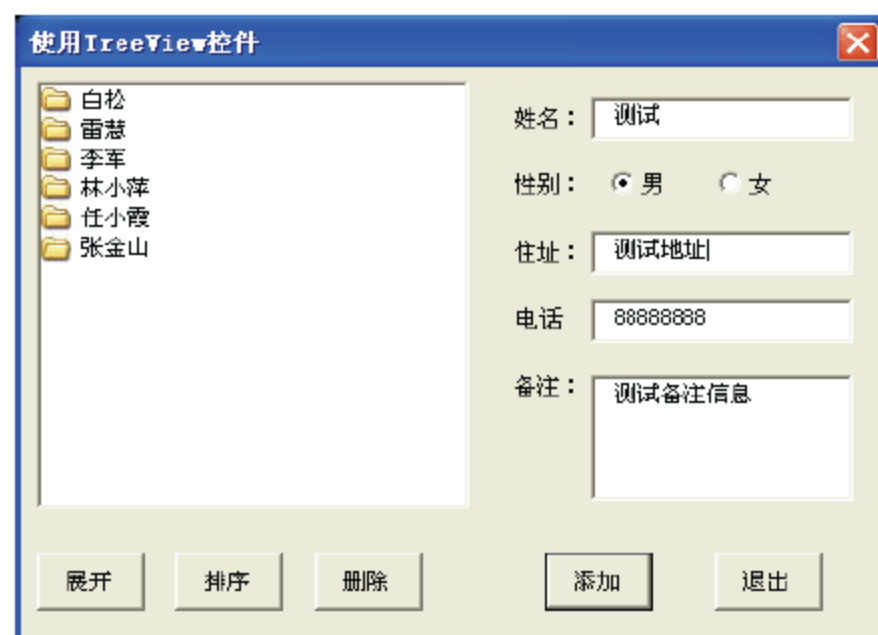 使用TreeView控件
白松
雷慧
李军
林小萍
任小霞
张金山
姓名： 测试
性别： 男 女
住址： 测试地址
电话 88888888
备注： 测试备注信息
展开 排序 删除 添加 退出